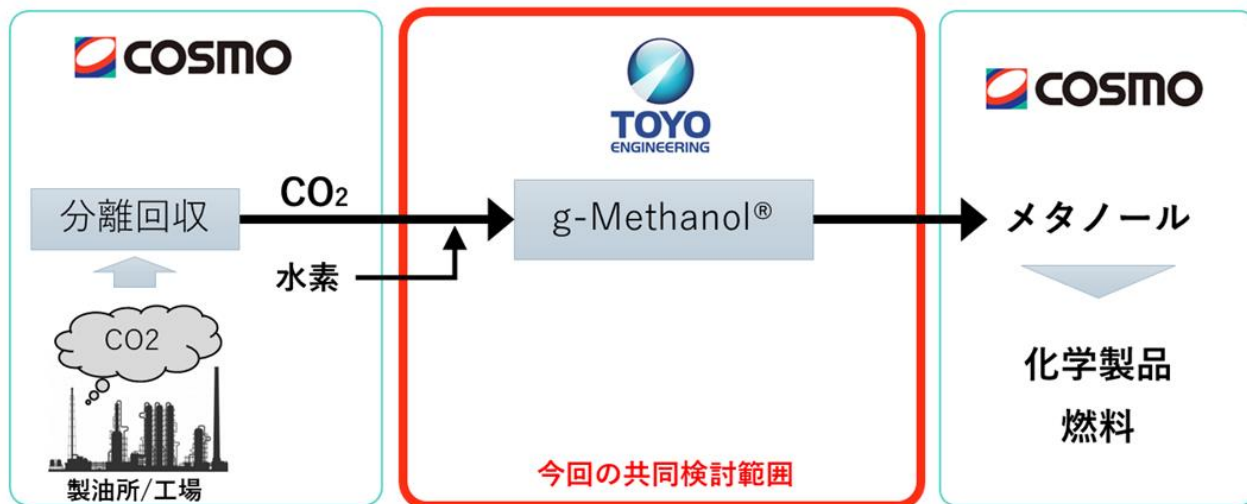 COSMO
分離回収
CO₂
水素
CO2
製油所/工場
TOYO
ENGINEERING
g-Methanol®
今回の共同検討範囲
COSMO
メタノール
化学製品
燃料